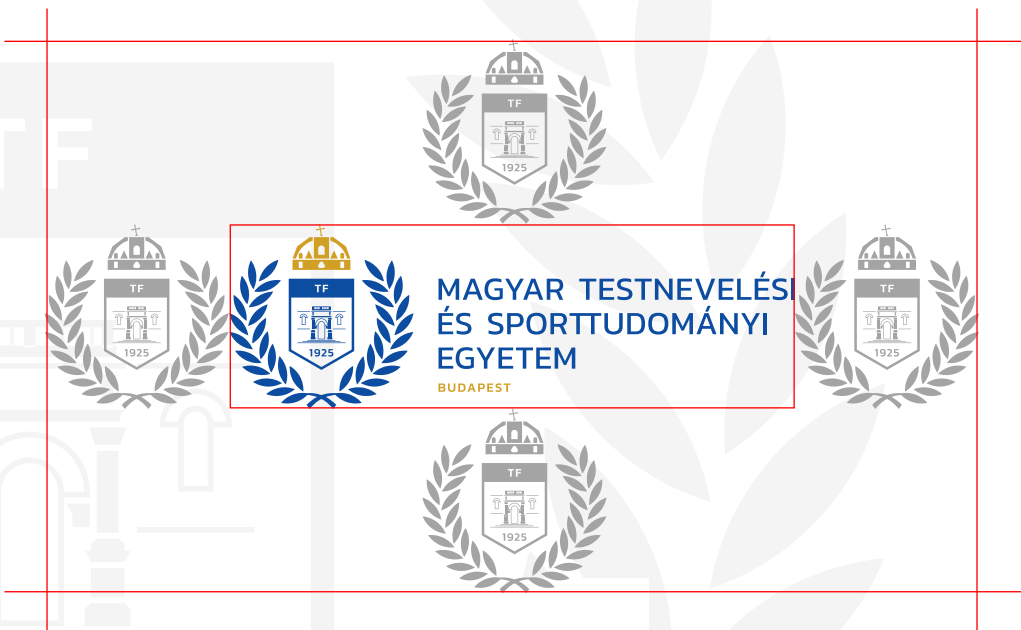 TF
TF
1925
TF
1925
TF
1925
MAGYAR TESTNEVELÉSI
ÉS SPORTTUDOMÁNYI
EGYETEM
BUDAPEST
TF
1925
TF
1925